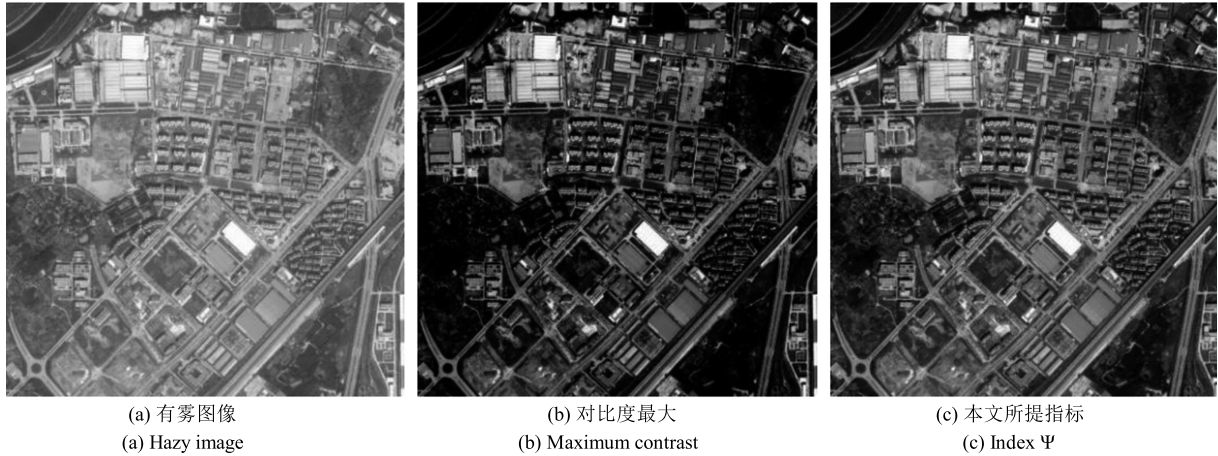 (a) 有雾图像
(b) 对比度最大
(c) 本文所提指标
(a) Hazy image
(b) Maximum contrast
(c) Index Ψ